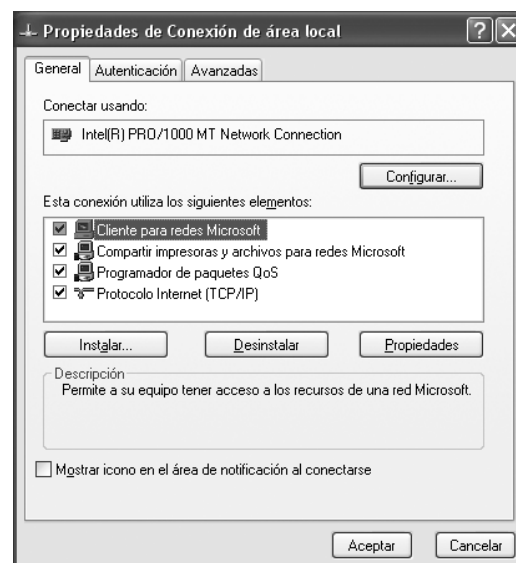 Propiedades de Conexión de área local
General Autenticación Avanzadas
Conectar usando:
Intel(R) PRO/1000 MT Network Connection
Configurar...
Esta conexión utiliza los siguientes elementos:
Cliente para redes Microsoft
Compartir impresoras y archivos para redes Microsoft
Programador de paquetes QoS
Protocolo Internet (TCP/IP)
Instalar... Desinstalar Propiedades
Descripción
Permite a su equipo tener acceso a los recursos de una red Microsoft.
Mostrar icono en el área de notificación al conectarse
Aceptar Cancelar